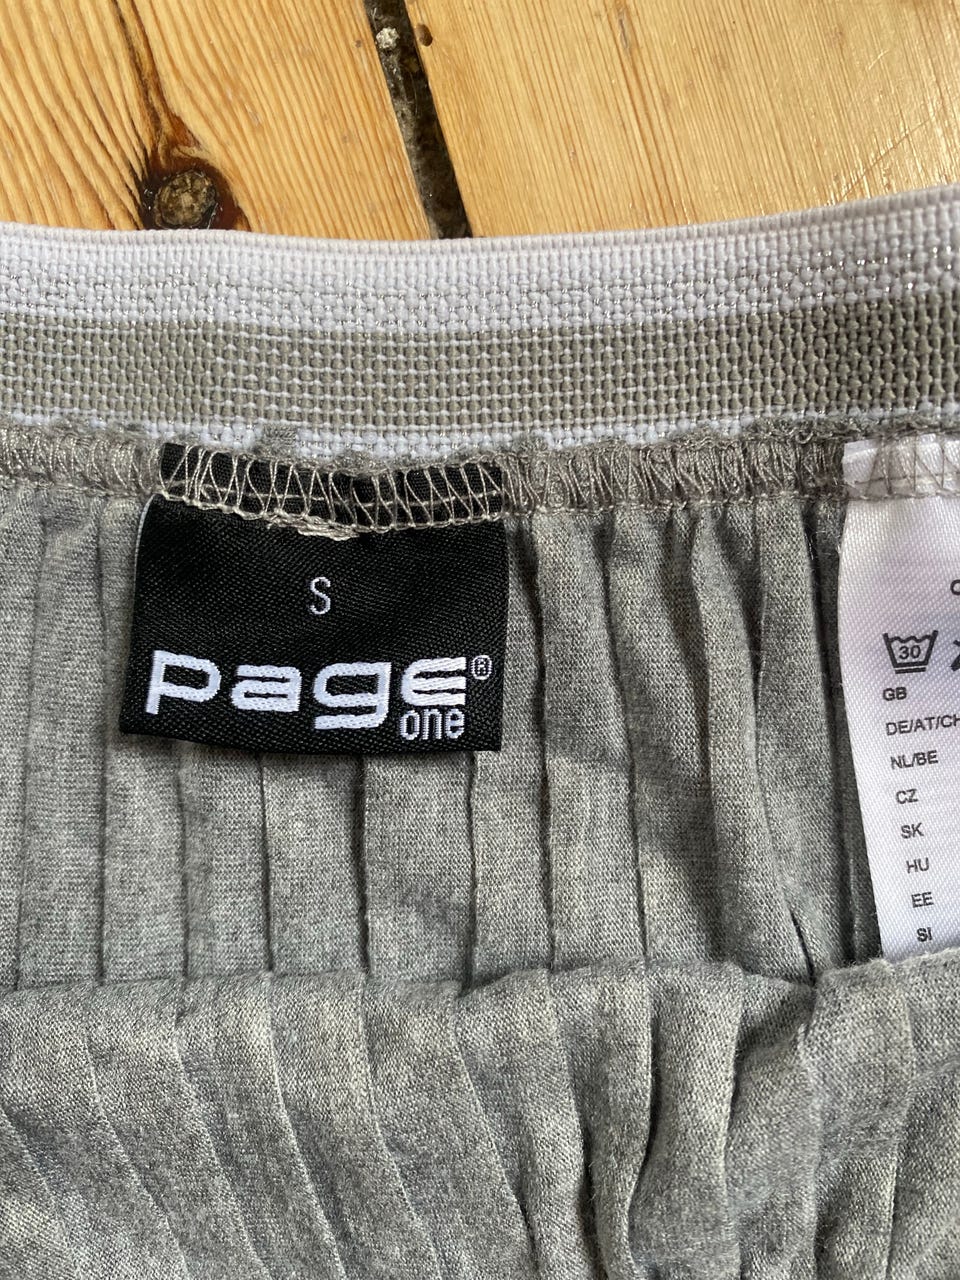 S
page®
one
30
GB
DE/AT/CH
NL/BE
CZ
SK
HU
EE
SI